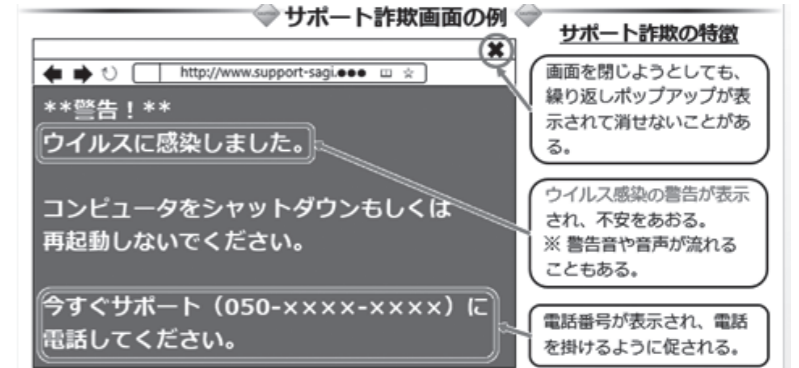 サポート詐欺画面の例
サポート詐欺の特徴
http://www.support-sagi.●●●
**警告！**
ウイルスに感染しました。
コンピュータをシャットダウンもしくは
再起動しないでください。
今すぐサポート（050-××××-××××）に
電話してください。
画面を閉じようとしても、
繰り返しポップアップが表
示されて消せないことがあ
る。
ウイルス感染の警告が表示
され、不安をあおる。
※ 警告音や音声が流れる
こともある。
電話番号が表示され、電話
を掛けるように促される。